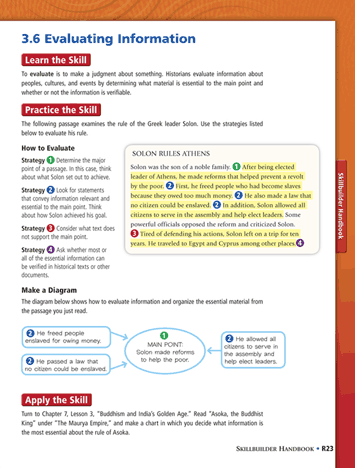 3.6 Evaluating Information
Learn the Skill
To evaluate is to make a judgment about something. Historians evaluate information about
peoples, cultures, and events by determining what material is essential to the main point and
whether or not the information is verifiable.
Practice the Skill
The following passage examines the rule of the Greek leader Solon. Use the strategies listed
below to evaluate his rule.
How to Evaluate
Strategy 1 Determine the major
point of a passage. In this case, think
about what Solon set out to achieve.
Strategy 2 Look for statements
that convey information relevant and
essential to the main point. Think
about how Solon achieved his goal.
Strategy 3 Consider what text does
not support the main point.
Strategy 4 Ask whether most or
all of the essential information can
be verified in historical texts or other
documents.
SOLON RULES ATHENS
Solon was the son of a noble family. 1 After being elected
leader of Athens, he made reforms that helped prevent a revolt
by the poor. 2 First, he freed people who had become slaves
because they owed too much money. 2 He also made a law that
no citizen could be enslaved. 2 In addition, Solon allowed all
citizens to serve in the assembly and help elect leaders. Some
powerful officials opposed the reform and criticized Solon.
3 Tired of defending his actions, Solon left on a trip for ten
years. He traveled to Egypt and Cyprus among other places. 4
Skillbuilder Handbook
Make a Diagram
The diagram below shows how to evaluate information and organize the essential material from
the passage you just read.
2 He freed people
enslaved for owing money.
2 He passed a law that
no citizen could be enslaved.
1
MAIN POINT:
Solon made reforms
to help the poor.
2 He allowed all
citizens to serve in
the assembly and
help elect leaders.
Apply the Skill
Turn to Chapter 7, Lesson 3, "Buddhism and India's Golden Age." Read "Asoka, the Buddhist
King" under "The Maurya Empire," and make a chart in which you decide what information is
the most essential about the rule of Asoka.
SKILLBUILDER HANDBOOK • R23